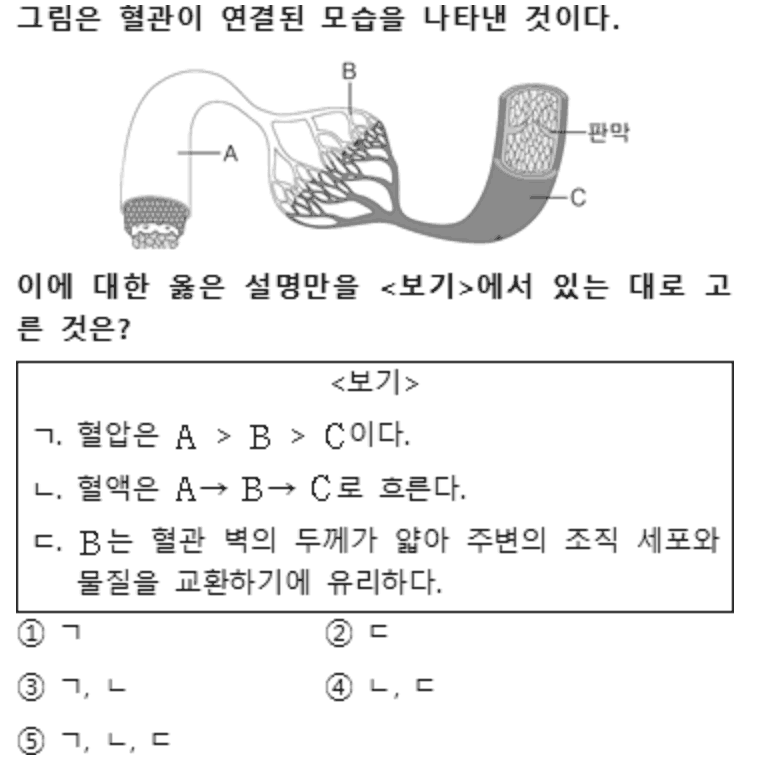 그림은 혈관이 연결된 모습을 나타낸 것이다.
B
A
판막
C
이에 대한 옳은 설명만을 <보기>에서 있는 대로 고
른 것은?
<보기>
ㄱ. 혈압은 A > B > C이다.
ㄴ. 혈액은 A→ B→ C로 흐른다.
ㄷ. B는 혈관 벽의 두께가 얇아 주변의 조직 세포와
물질을 교환하기에 유리하다.
① ㄱ ② ㄷ
③ ㄱ, ㄴ ④ ㄴ, ㄷ
⑤ ㄱ, ㄴ, ㄷ